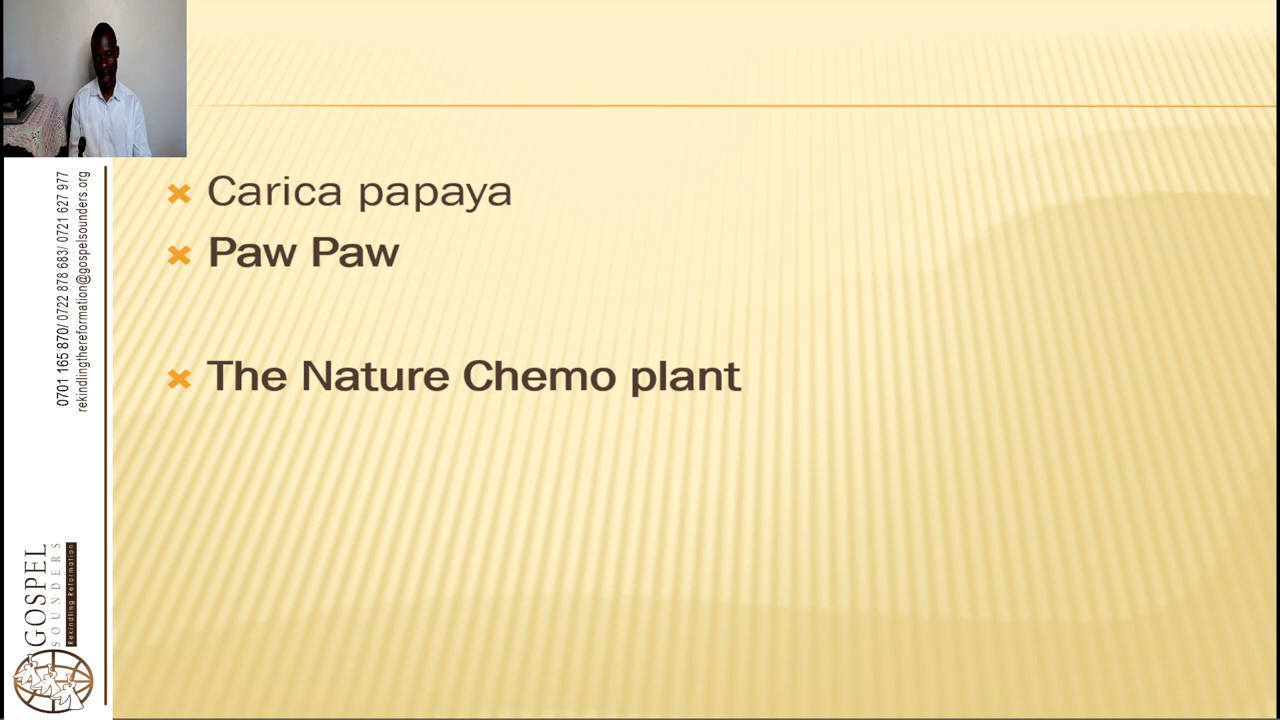 Carica papaya
Paw Paw
The Nature Chemo plant
0701 165 870/ 0722 878 683/ 0721 627 977
rekindlingthereformation@gospelsounders.org
GOSPEL
SOUNDERS
Rekindling Reformation